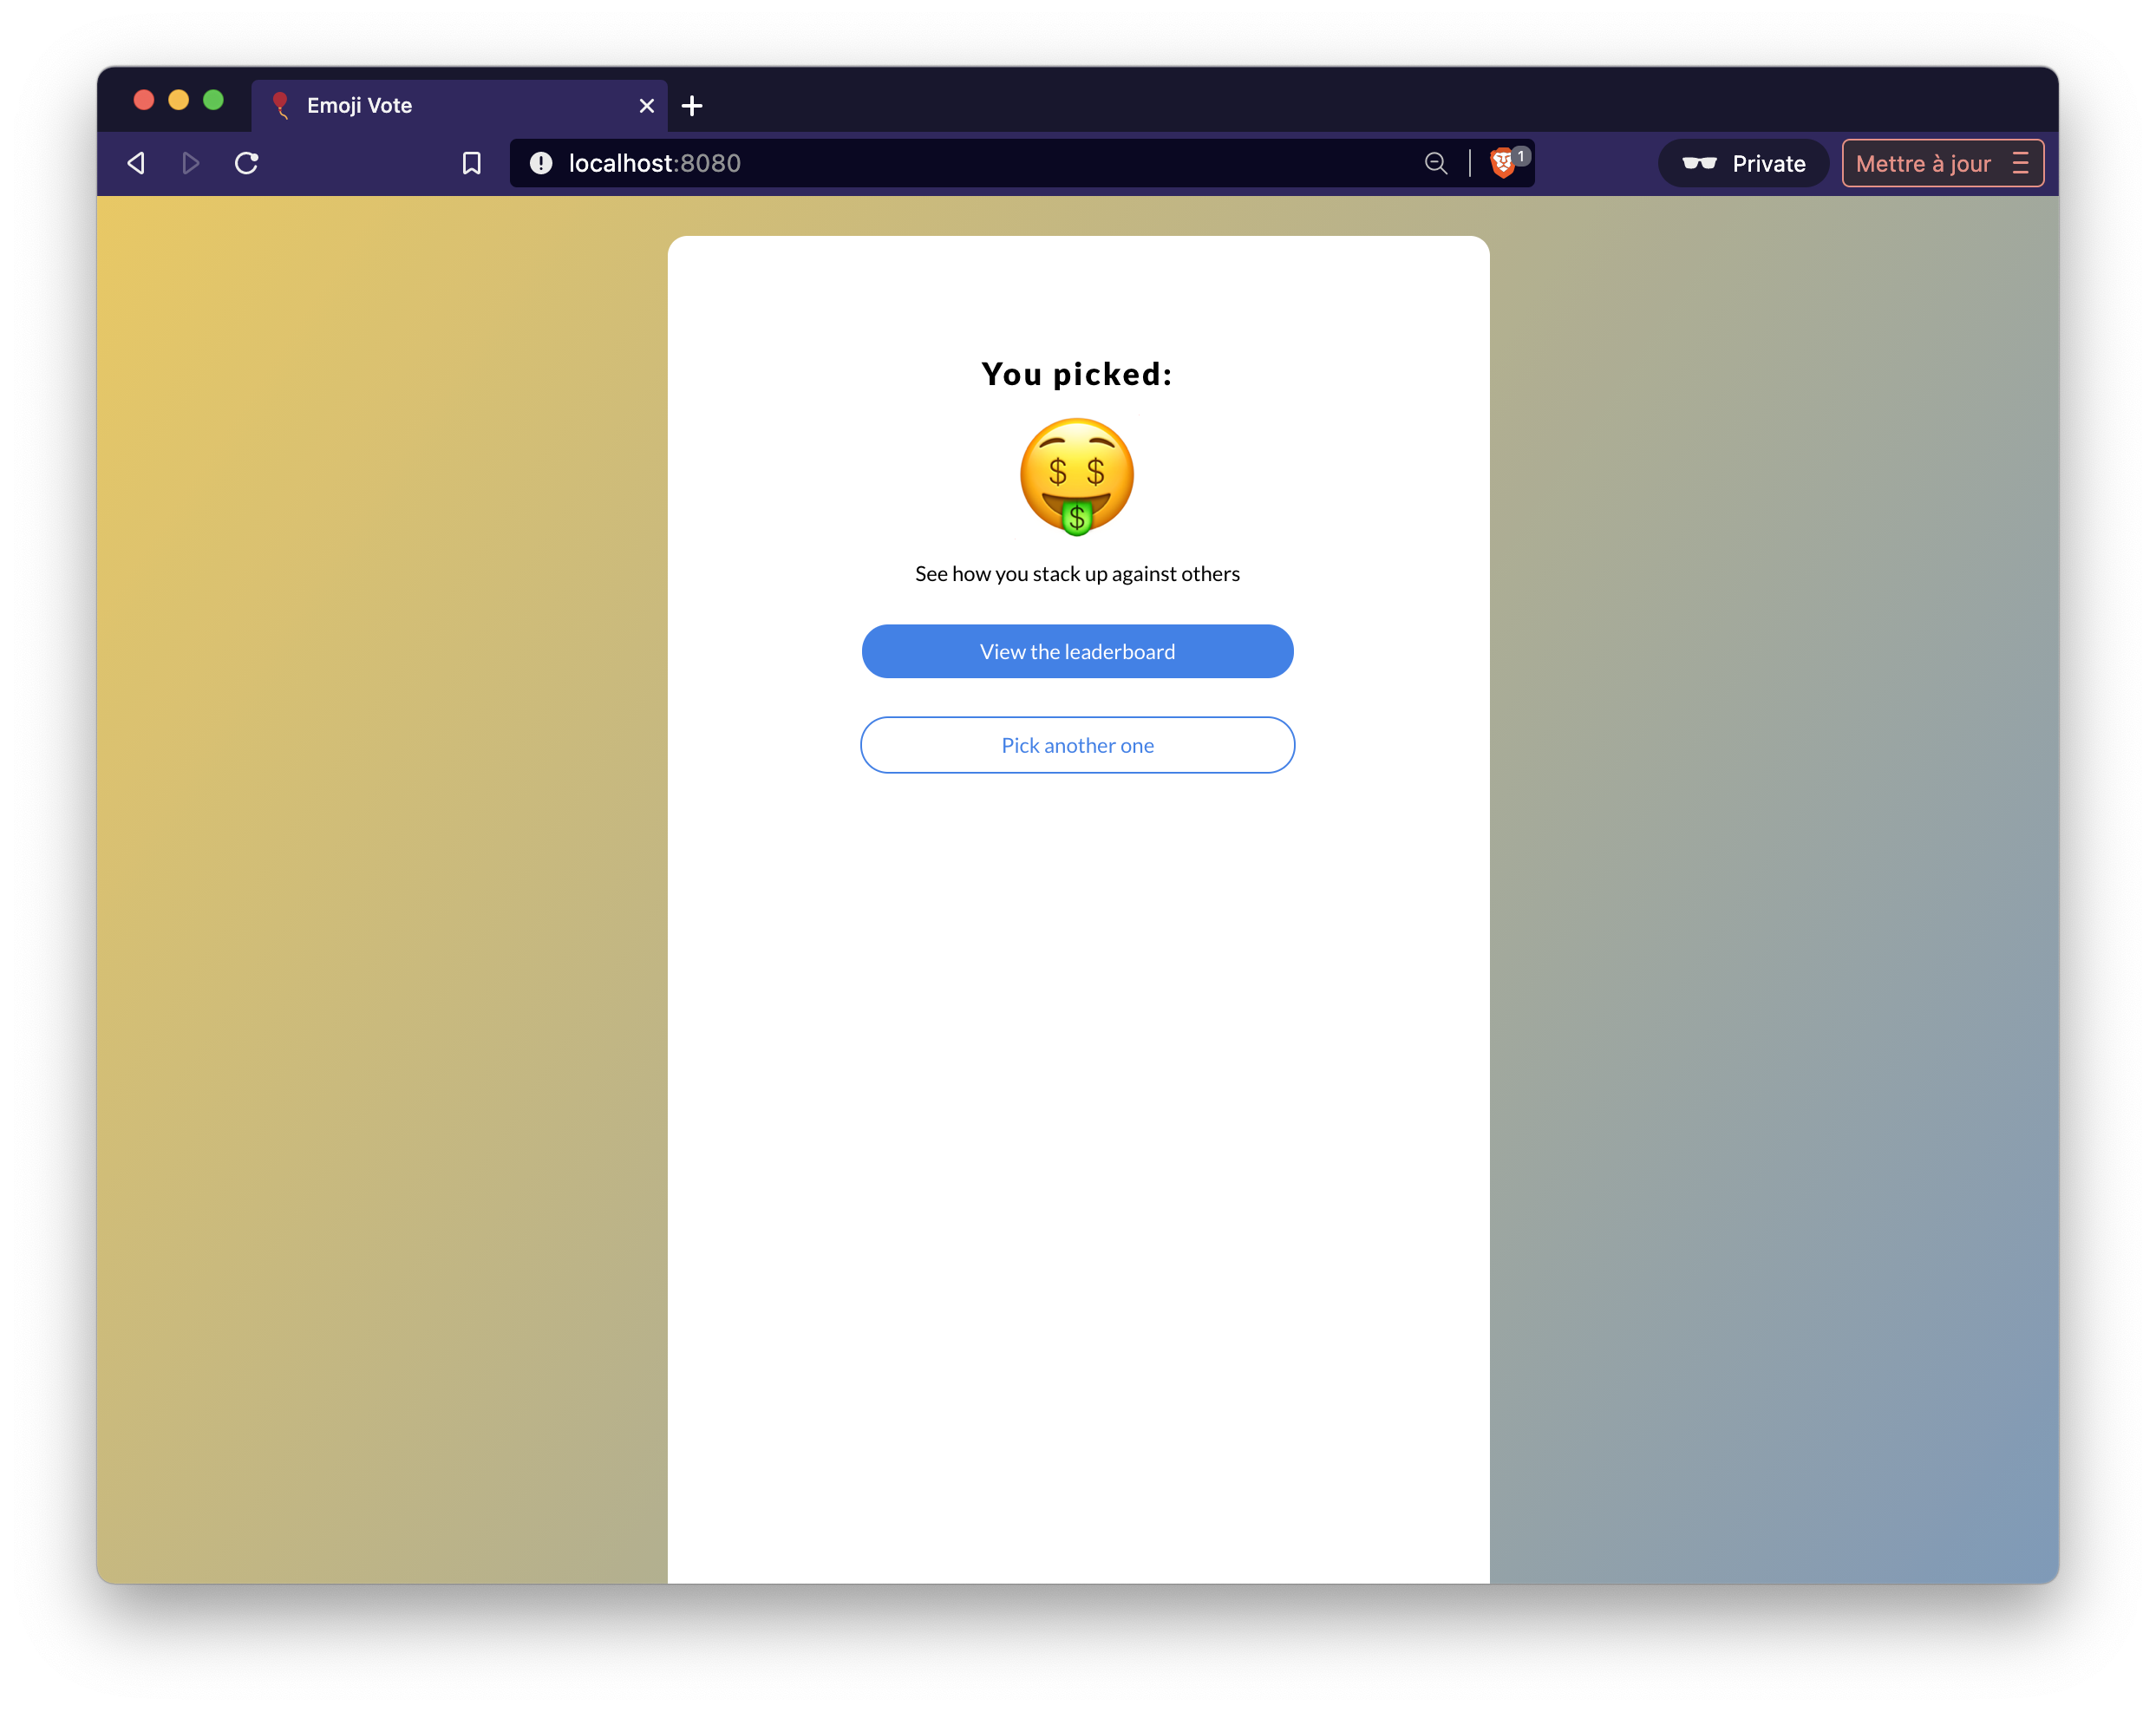 Emoji Vote
localhost:8080
1
Private
Mettre à jour
You picked:
$ $
$
See how you stack up against others
View the leaderboard
Pick another one